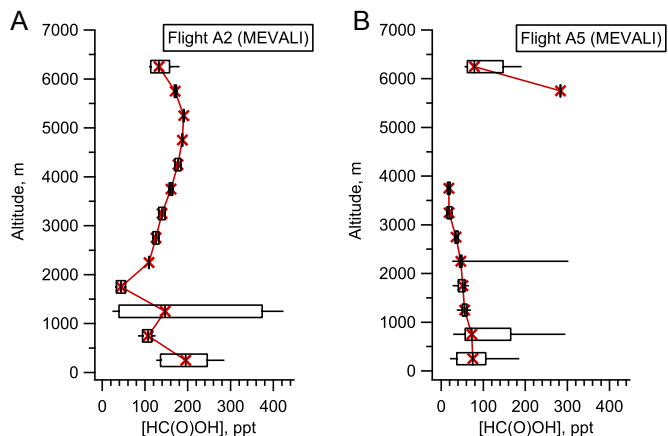 A
B
Flight A2 (MEVALI)
Flight A5 (MEVALI)
7000
6000
5000
4000
3000
2000
1000
0
Altitude, m
0 100 200 300 400
[HC(O)OH], ppt
7000
6000
5000
4000
3000
2000
1000
0
Altitude, m
0 100 200 300 400
[HC(O)OH], ppt